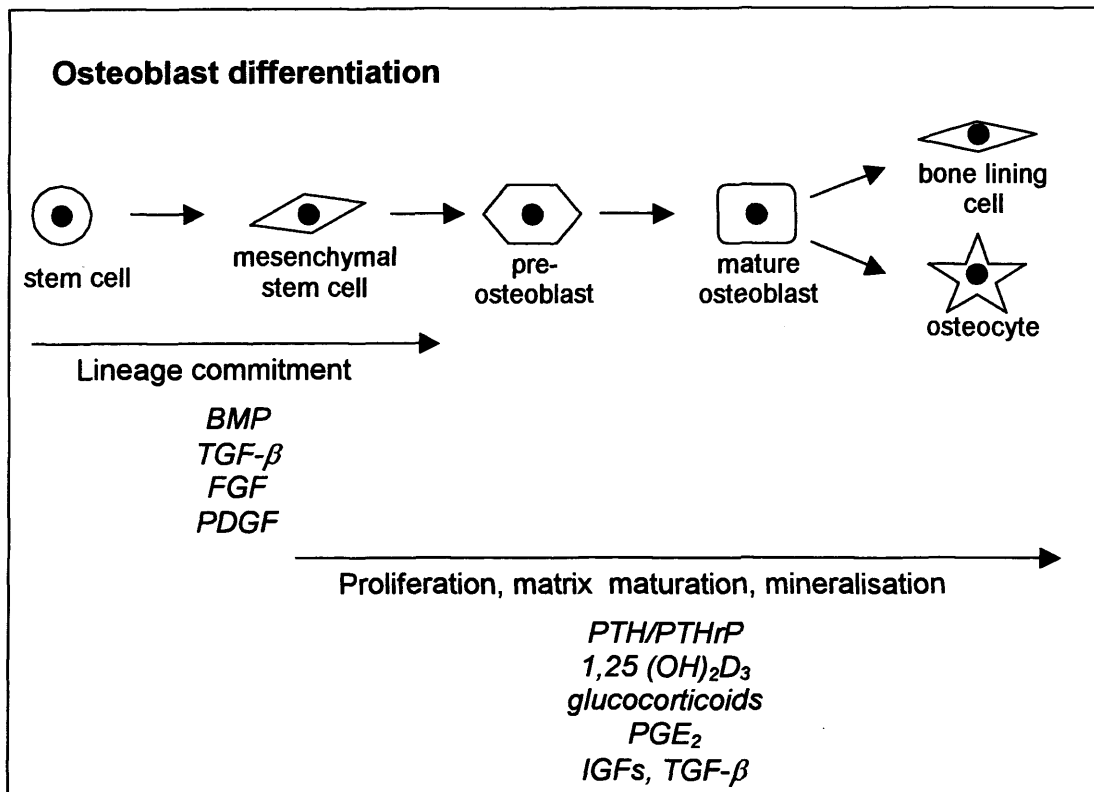 Osteoblast differentiation
stem cell
mesenchymal
stem cell
pre-
osteoblast
mature
osteoblast
bone lining
cell
osteocyte
Lineage commitment
BMP
TGF-β
FGF
PDGF
Proliferation, matrix maturation, mineralisation
PTH/PTHrP
1,25 (OH)₂D₃
glucocorticoids
PGE₂
IGFs, TGF-β